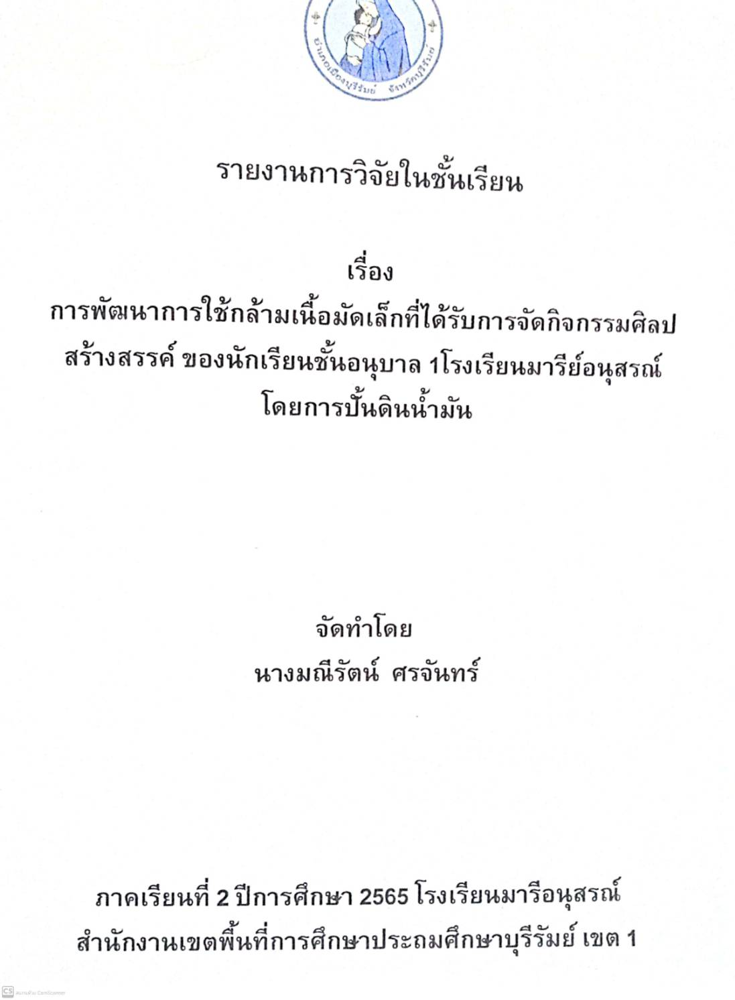 อำเภอเมืองบุรีรัมย์ จังหวัดบุรีรัมย์
รายงานการวิจัยในชั้นเรียน
เรื่อง
การพัฒนาการใช้กล้ามเนื้อมัดเล็กที่ได้รับการจัดกิจกรรมศิลป
สร้างสรรค์ ของนักเรียนชั้นอนุบาล 1โรงเรียนมารีย์อนุสรณ์
โดยการปั้นดินน้ำมัน
จัดทำโดย
นางมณีรัตน์ ศรจันทร์
ภาคเรียนที่ 2 ปีการศึกษา 2565 โรงเรียนมารีอนุสรณ์
สำนักงานเขตพื้นที่การศึกษาประถมศึกษาบุรีรัมย์ เขต 1
CS สแกนด้วย CamScanner